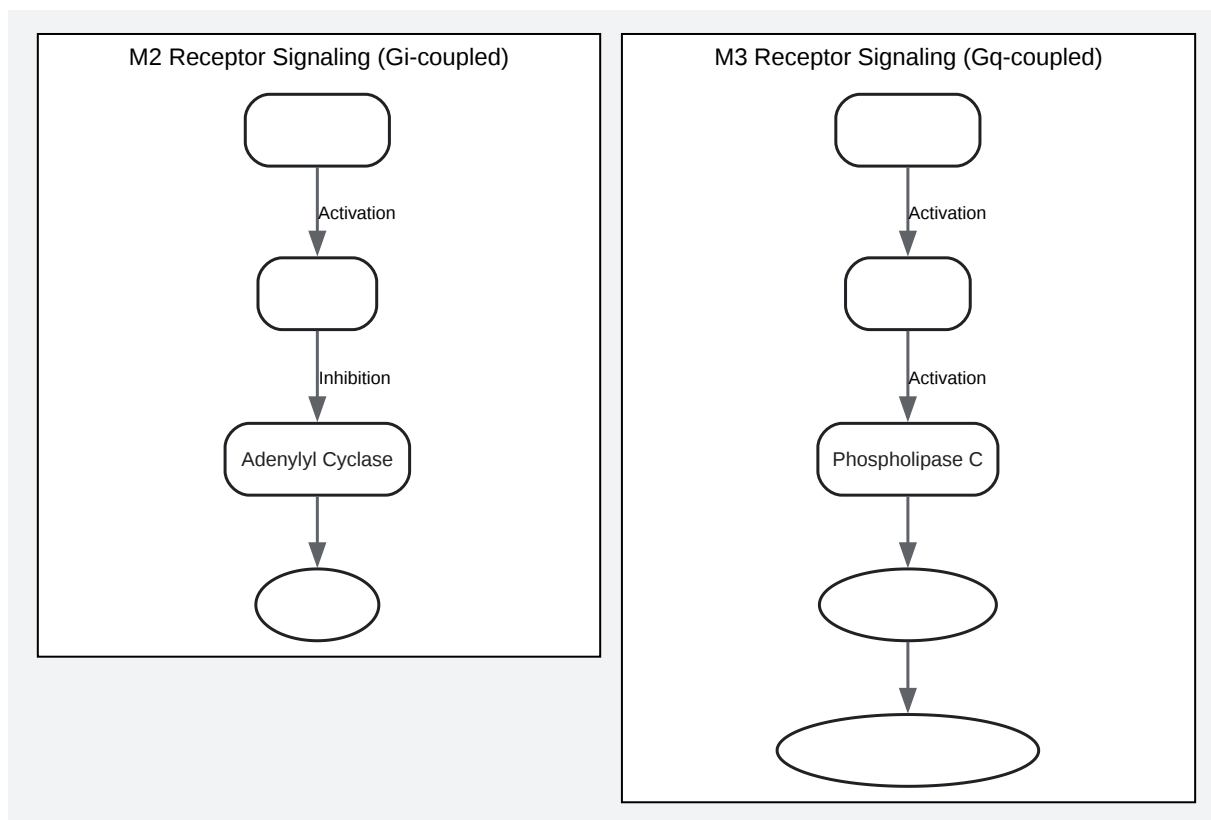 M2 Receptor Signaling (Gi-coupled)
Activation
Inhibition
Adenylyl Cyclase
M3 Receptor Signaling (Gq-coupled)
Activation
Activation
Phospholipase C